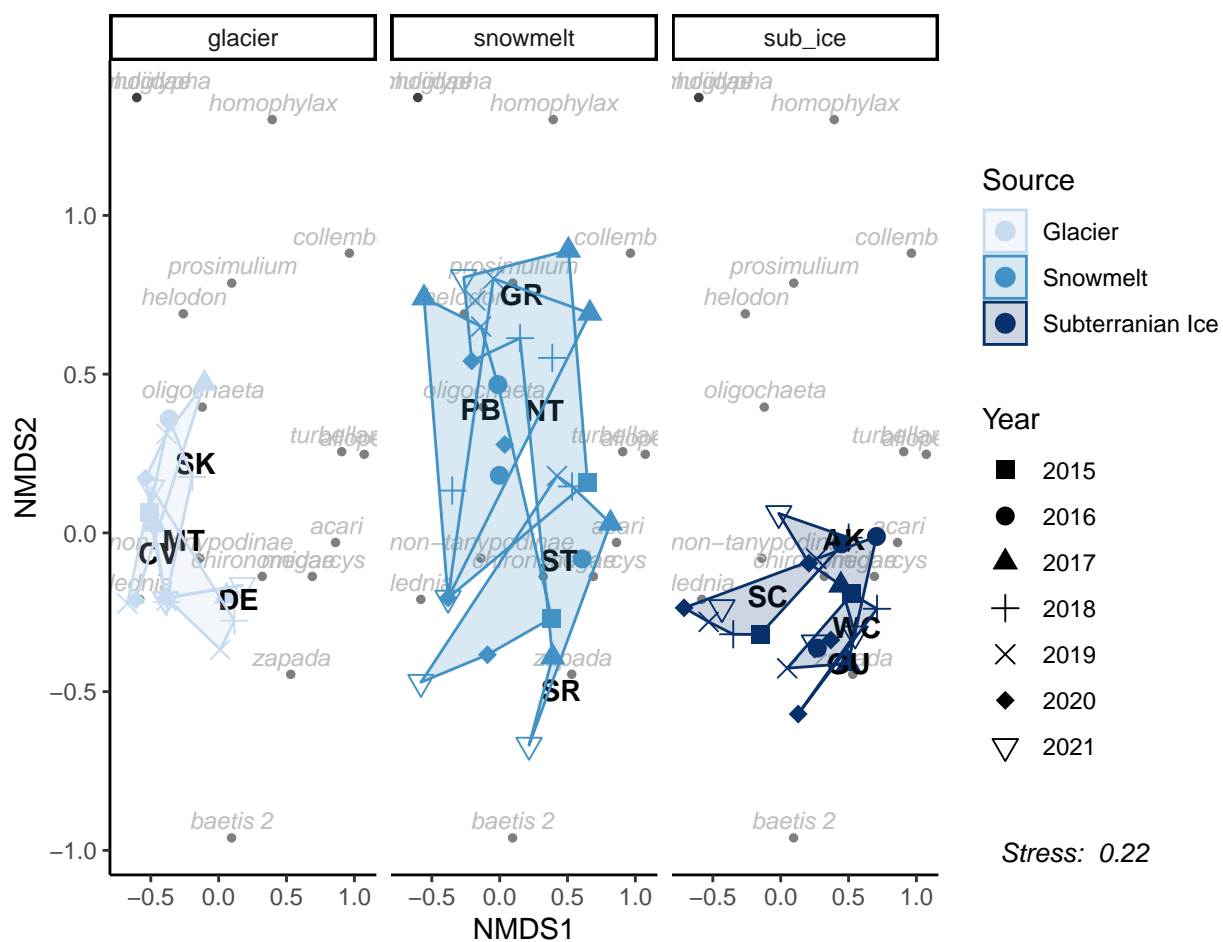 glacier
snowmelt
sub_ice
homophylax
homophylax
homophylax
collemb
collemb
prosimulium
prosimulium
prosimulium
helodon
helodon
helodon
oligochaeta
oligochaeta
oligochaeta
acari
acari
acari
non-tanypodinae
non-tanypodinae
non-tanypodinae
chironominae
lednia
lednia
lednia
zapada
zapada
zapada
baetis 2
baetis 2
baetis 2
SK
MT
CV
DE
GR
PB
NT
ST
SR
AK
SC
WC
GU
1.0
0.5
0.0
−0.5
−1.0
NMDS2
−0.5 0.0 0.5 1.0
−0.5 0.0 0.5 1.0
−0.5 0.0 0.5 1.0
NMDS1
Source
Glacier
Snowmelt
Subterranian Ice
Year
2015
2016
2017
2018
2019
2020
2021
Stress: 0.22